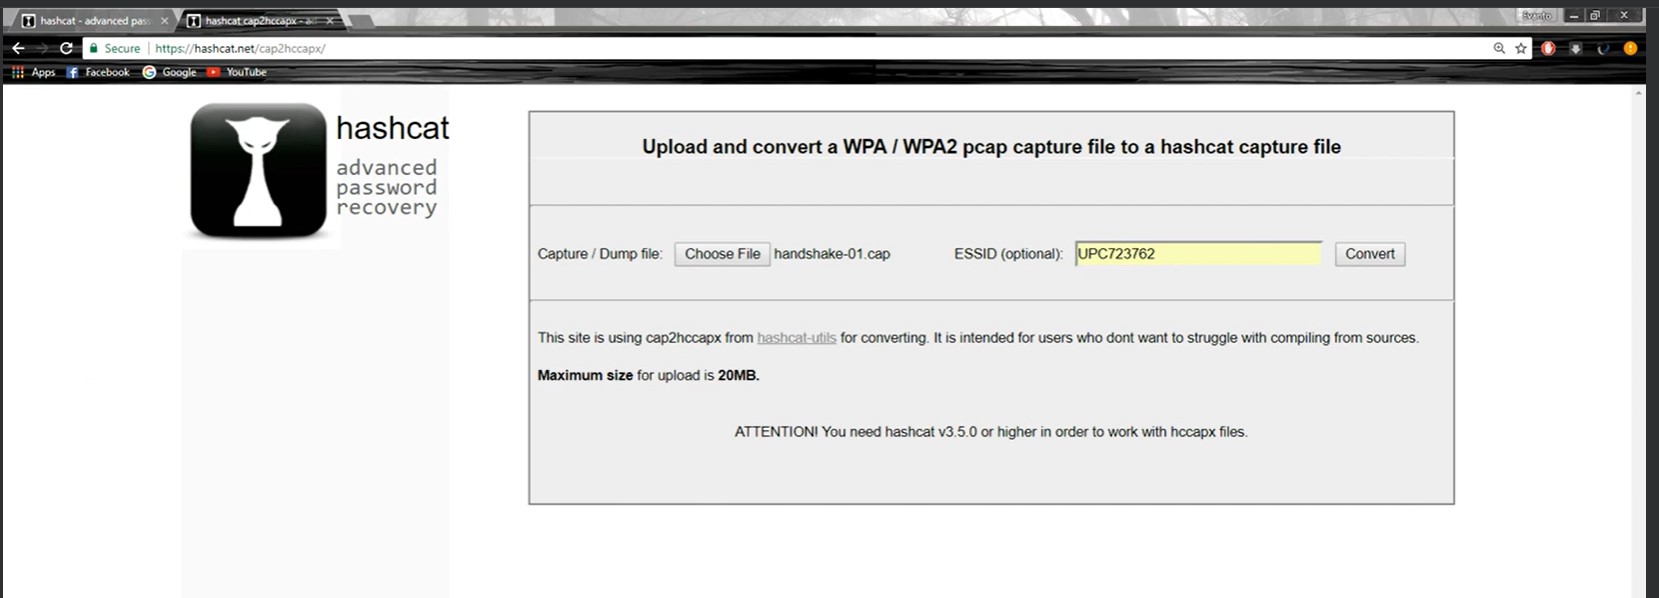 hashcat - advanced pas
hashcat cap2hccapx - ad
Evanto
Secure
https://hashcat.net/cap2hccapx/
Apps Facebook Google YouTube
hashcat
advanced
password
recovery
Upload and convert a WPA / WPA2 pcap capture file to a hashcat capture file
Capture / Dump file: Choose File handshake-01.cap ESSID (optional): UPC723762 Convert
This site is using cap2hccapx from hashcat-utils for converting. It is intended for users who dont want to struggle with compiling from sources.
Maximum size for upload is 20MB.
ATTENTION! You need hashcat v3.5.0 or higher in order to work with hccapx files.